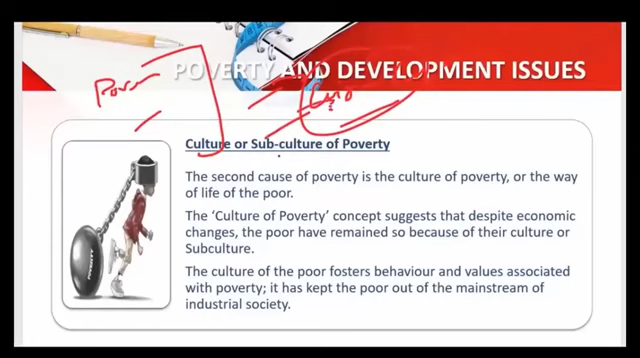 POVERTY AND DEVELOPMENT ISSUES
Culture or Sub-culture of Poverty
The second cause of poverty is the culture of poverty, or the way
of life of the poor.
The 'Culture of Poverty' concept suggests that despite economic
changes, the poor have remained so because of their culture or
Subculture.
The culture of the poor fosters behaviour and values associated
with poverty; it has kept the poor out of the mainstream of
industrial society.
POVERTY